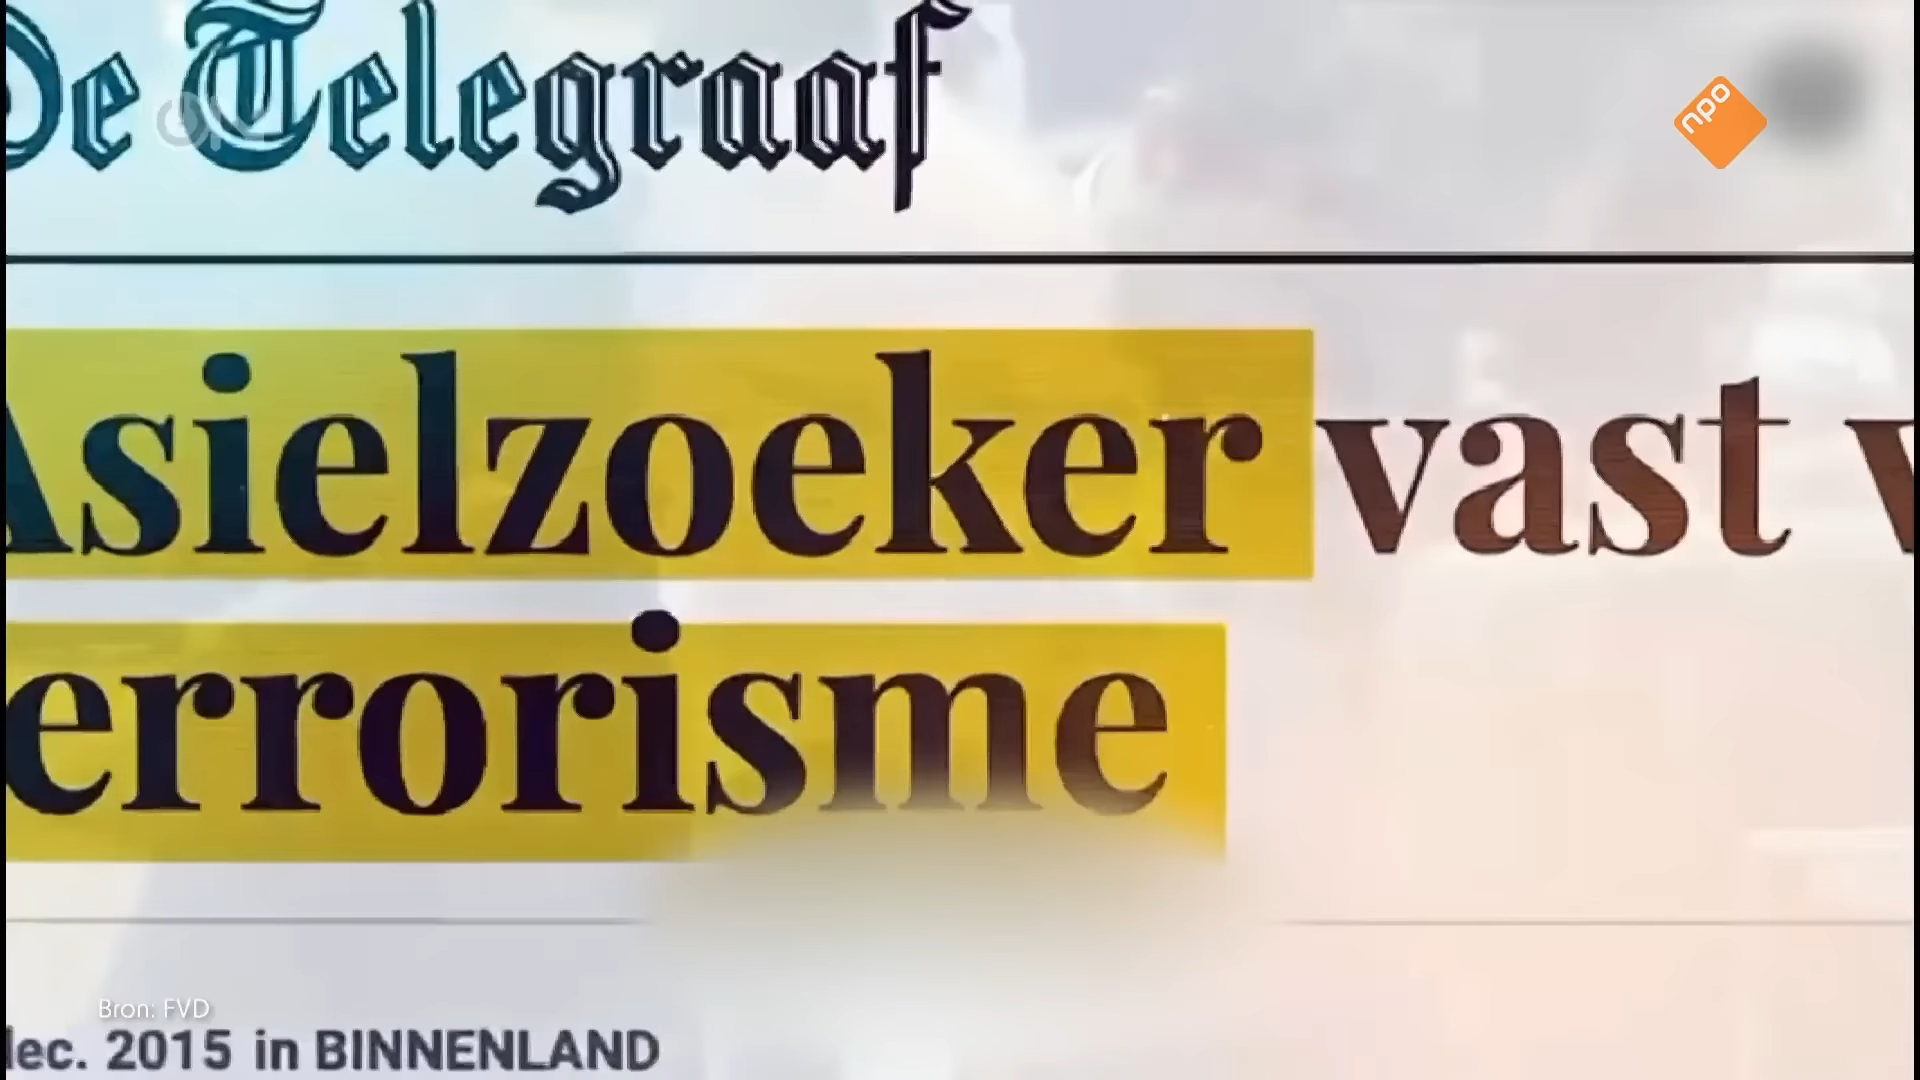 De Telegraaf
npo
Asielzoeker vast v
errorisme
Bron: FVD
dec. 2015 in BINNENLAND